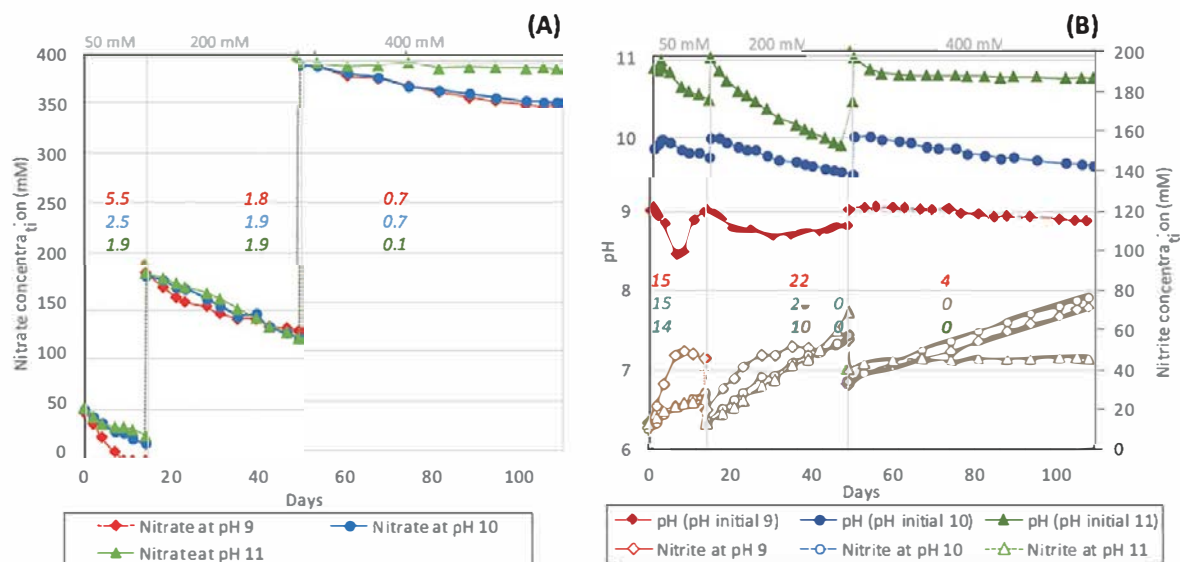 (A)
50 mM 200 mM 400 mM
400
350
300
400
250
200
150
100
50
0
Nitrate concentration (mM)
5.5 1.8 0.7
2.5 1.9 0.7
1.9 1.9 0.1
0 20 40 60 80 100
Days
Nitrate at pH 9
Nitrate at pH 10
Nitrate at pH 11
(B)
50 mM 200 mM 400 mM
11
10
9
8
7
6
pH
200
180
160
140
120
100
80
60
40
20
0
Nitrite concentration (mM)
15 22 4
15 2 0 0
14 10 0 0
0 20 40 60 80 100
Days
pH (pH initial 9)
pH (pH initial 10)
pH (pH initial 11)
Nitrite at pH 9
Nitrite at pH 10
Nitrite at pH 11